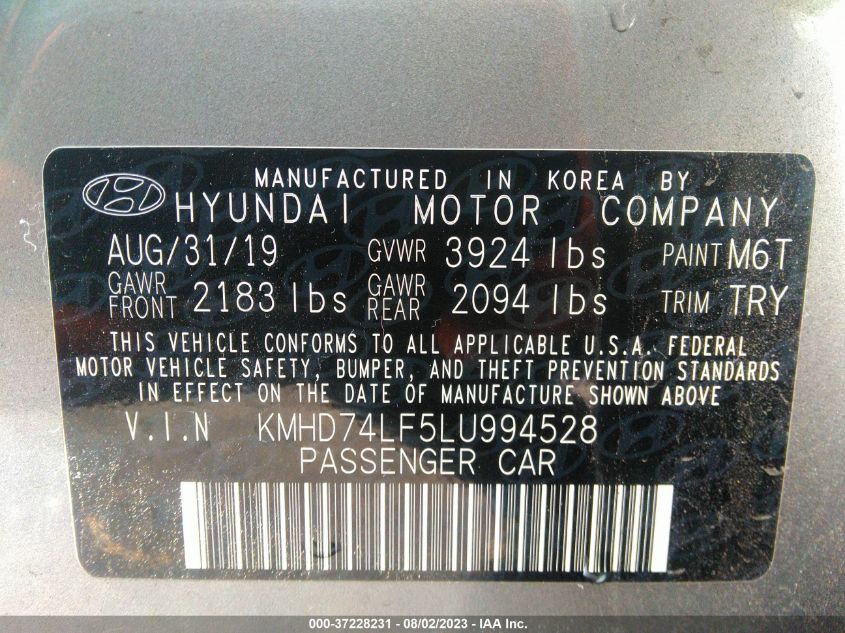 MANUFACTURED IN KOREA BY
HYUNDAI MOTOR COMPANY
AUG/31/19 GVWR 3924 lbs PAINT M6T
GAWR FRONT 2183 lbs GAWR REAR 2094 lbs TRIM TRY
THIS VEHICLE CONFORMS TO ALL APPLICABLE U.S.A. FEDERAL
MOTOR VEHICLE SAFETY, BUMPER, AND THEFT PREVENTION STANDARDS
IN EFFECT ON THE DATE OF MANUFACTURE SHOWN ABOVE
V.I.N KMHD74LF5LU994528
PASSENGER CAR
000-37228231 - 08/02/2023 - IAA Inc.